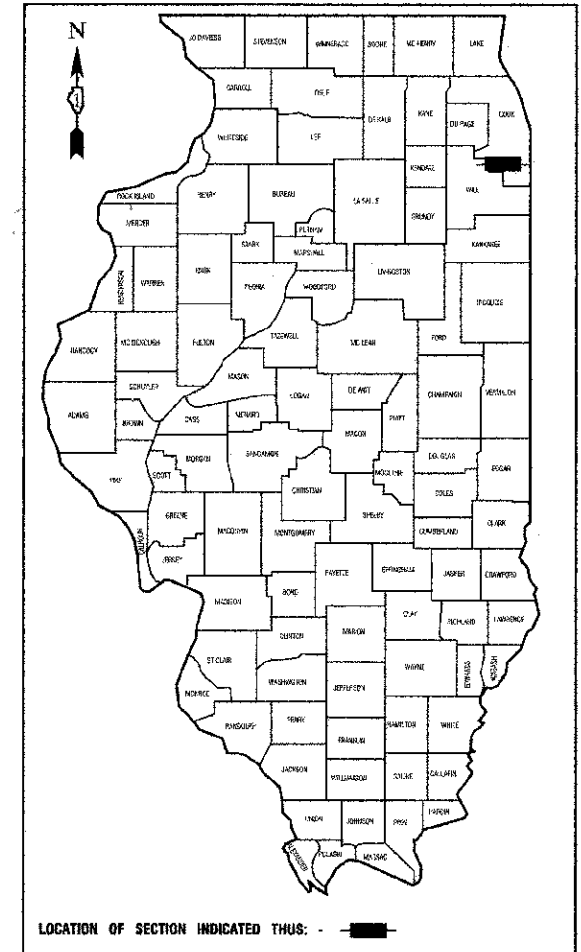 N
JO DAVIESS STEPHENSON WINNEBAGO BOONE MC HENRY LAKE
CARROLL OGLE DE KALB KANE DU PAGE COOK
WHITESIDE LEE KENDALL WILL
ROCK ISLAND HENRY BUREAU LA SALLE GRUNDY
MERCER PUTNAM KANKAKEE
STARK MARSHALL LIVINGSTON
HENDERSON WARREN KNOX PEORIA WOODFORD IROQUOIS
HANCOCK MC DONOUGH FULTON TAZEWELL MC LEAN FORD
SCHUYLER MASON LOGAN DE WITT CHAMPAIGN VERMILION
ADAMS BROWN CASS MENARD MACON PIATT
PIKE SCOTT MORGAN SANGAMON MOULTRIE DOUGLAS EDGAR
CHRISTIAN COLES
GREENE MACOUPIN MONTGOMERY SHELBY CUMBERLAND CLARK
CALHOUN JERSEY FAYETTE EFFINGHAM JASPER CRAWFORD
MADISON BOND CLAY RICHLAND LAWRENCE
CLINTON MARION
ST CLAIR WASHINGTON JEFFERSON WAYNE EDWARDS WABASH
MONROE RANDOLPH PERRY HAMILTON WHITE
FRANKLIN
JACKSON WILLIAMSON SALINE GALLATIN
UNION JOHNSON POPE HARDIN
ALEXANDER PULASKI MASSAC
LOCATION OF SECTION INDICATED THUS: -